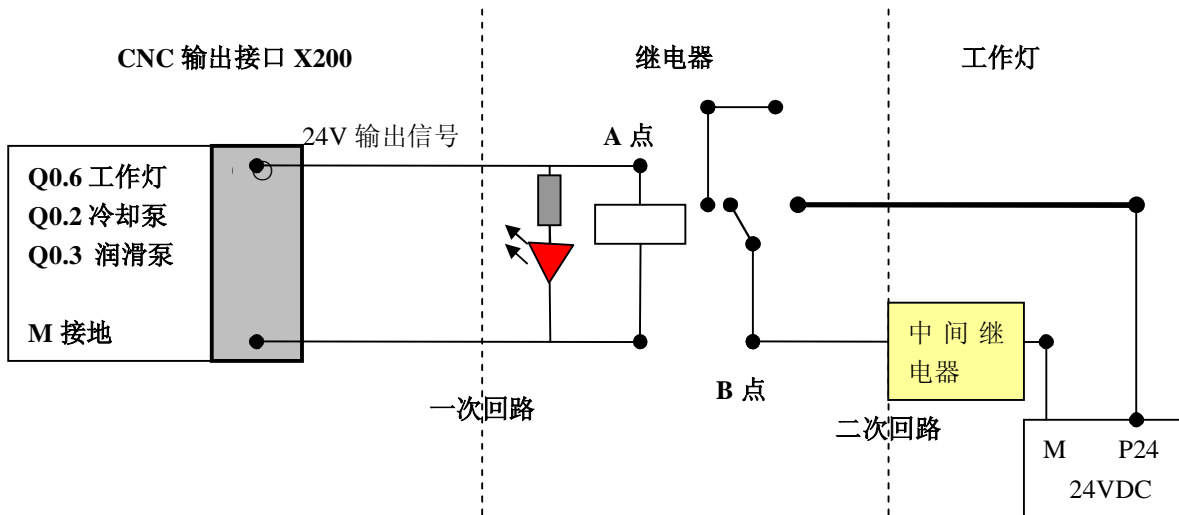 CNC 输出接口 X200
继电器
工作灯
24V 输出信号
A 点
Q0.6 工作灯
Q0.2 冷却泵
Q0.3 润滑泵
M 接地
中间继
电器
B 点
一次回路
二次回路
M P24
24VDC